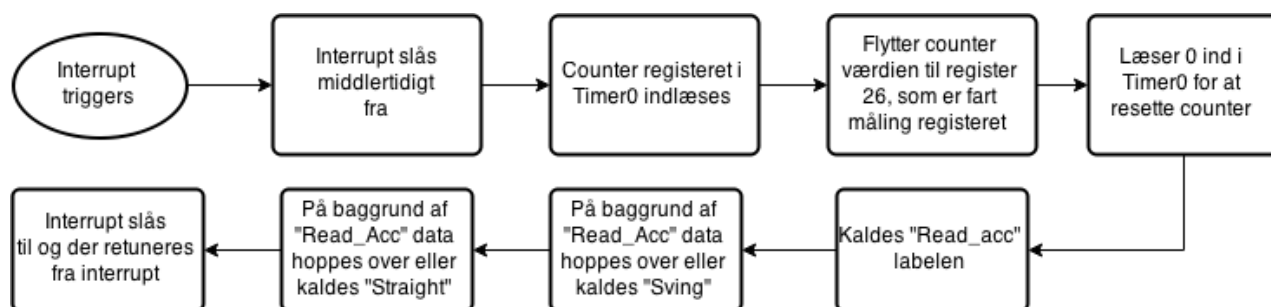 Interrupt
triggers
Interrupt slås
middlertidigt
fra
Counter registeret i
Timer0 indlæses
Flytter counter
værdien til register
26, som er fart
måling registeret
Læser 0 ind i
Timer0 for at
resette counter
Kaldes "Read_acc"
labelen
På baggrund af
"Read_Acc" data
hoppes over eller
kaldes "Sving"
På baggrund af
"Read_Acc" data
hoppes over eller
kaldes "Straight"
Interrupt slås
til og der retuneres
fra interrupt